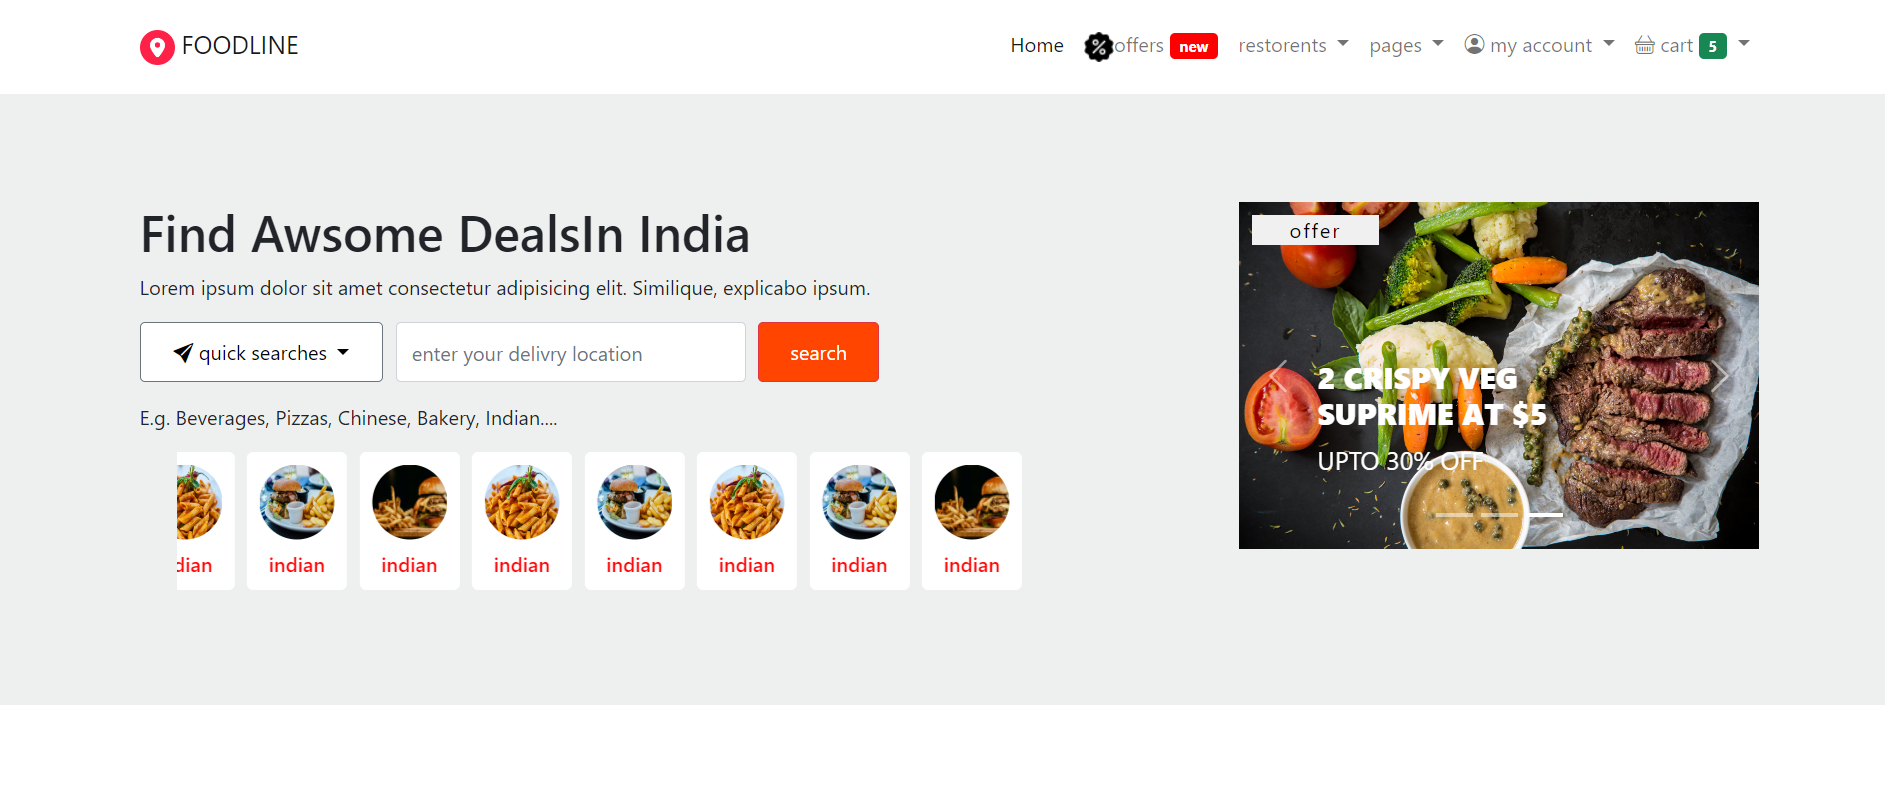 FOODLINE
Home offers new restorents pages my account cart 5
Find Awsome DealsIn India
Lorem ipsum dolor sit amet consectetur adipisicing elit. Similique, explicabo ipsum.
quick searches enter your delivry location search
E.g. Beverages, Pizzas, Chinese, Bakery, Indian....
dian indian indian indian indian indian indian indian
offer
2 CRISPY VEG
SUPRIME AT $5
UPTO 30% OFF